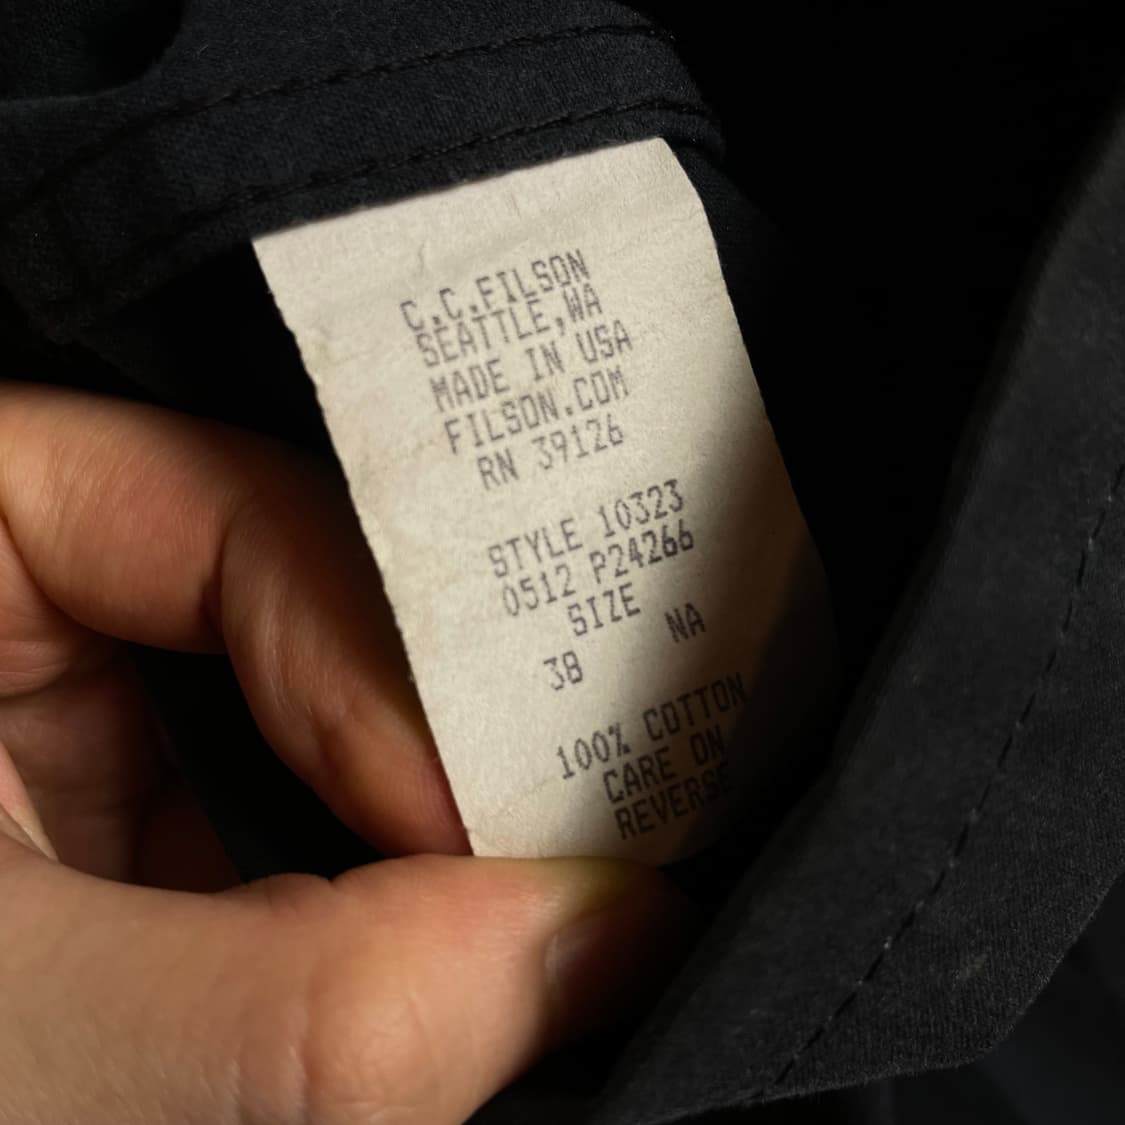 C.C.FILSON
SEATTLE,WA
MADE IN USA
FILSON.COM
RN 39126
STYLE 10323
0512 P24266
SIZE
38 NA
100% COTTON
CARE ON
REVERSE